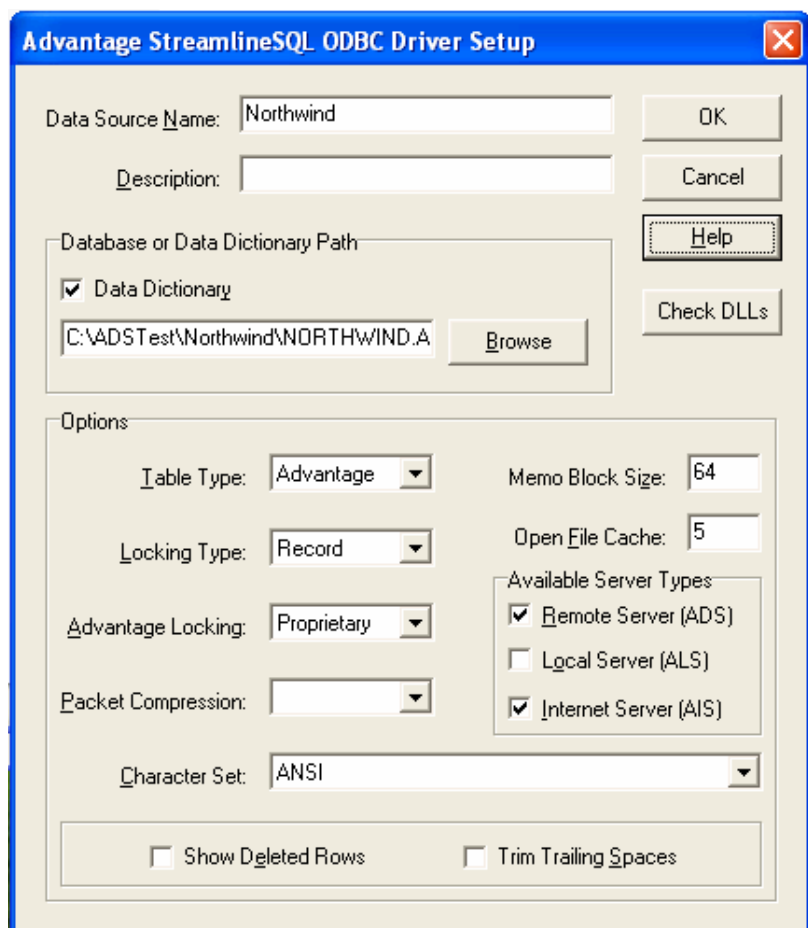 Advantage StreamlineSQL ODBC Driver Setup
Data Source Name: Northwind
OK
Description:
Cancel
Help
Database or Data Dictionary Path
Data Dictionary
Check DLLs
C:\ADSTest\Northwind\NORTHWIND.A
Browse
Options
Table Type: Advantage
Memo Block Size: 64
Locking Type: Record
Open File Cache: 5
Available Server Types
Advantage Locking: Proprietary
Remote Server (ADS)
Local Server (ALS)
Packet Compression:
Internet Server (AIS)
Character Set: ANSI
Show Deleted Rows
Trim Trailing Spaces